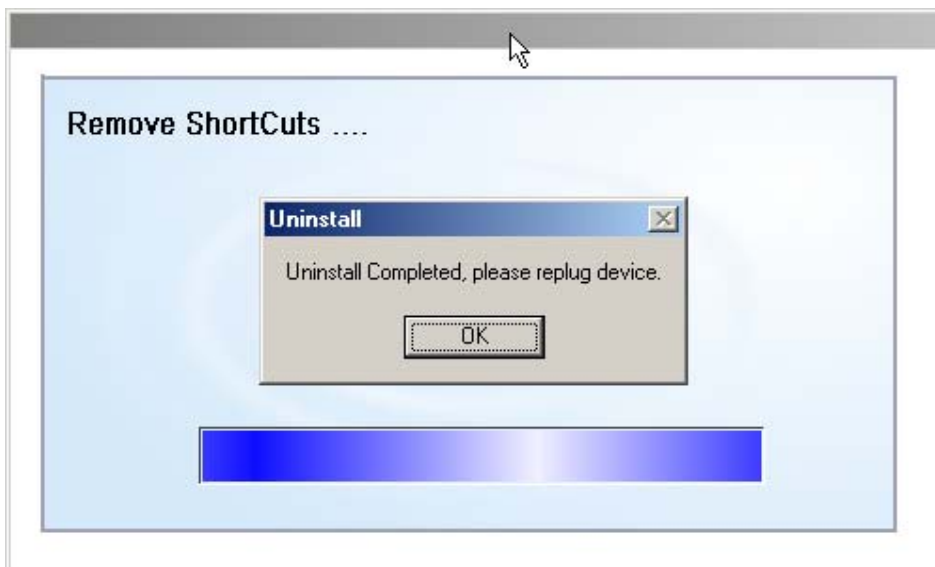 Remove ShortCuts ....
Uninstall
Uninstall Completed, please replug device.
OK